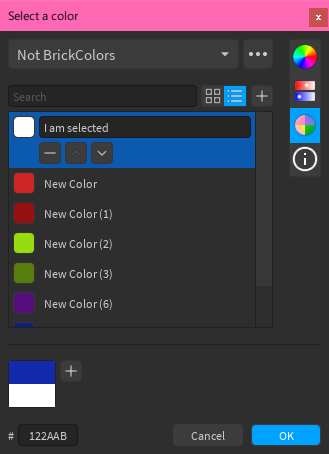 Select a color
x
Not BrickColors
Search
I am selected
New Color
New Color (1)
New Color (2)
New Color (3)
New Color (6)
# 122AAB
Cancel
OK